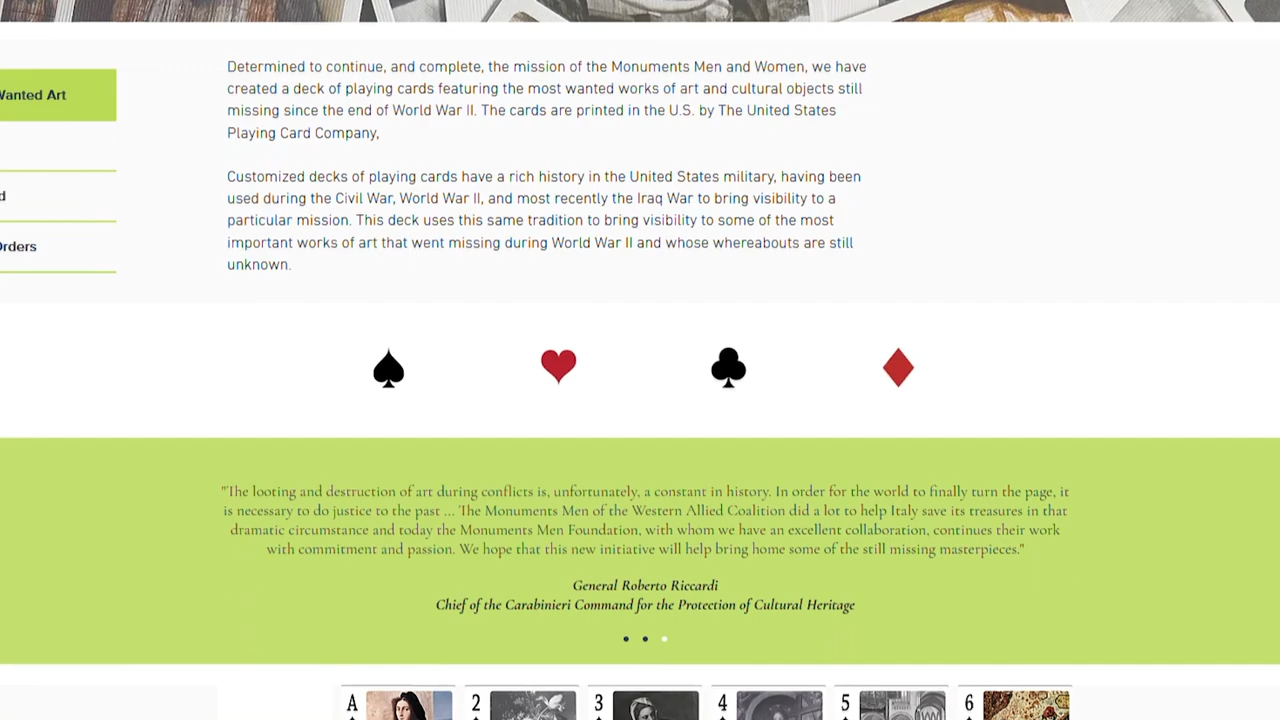 Wanted Art
d
Orders
Determined to continue, and complete, the mission of the Monuments Men and Women, we have
created a deck of playing cards featuring the most wanted works of art and cultural objects still
missing since the end of World War II. The cards are printed in the U.S. by The United States
Playing Card Company,
Customized decks of playing cards have a rich history in the United States military, having been
used during the Civil War, World War II, and most recently the Iraq War to bring visibility to a
particular mission. This deck uses this same tradition to bring visibility to some of the most
important works of art that went missing during World War II and whose whereabouts are still
unknown.
"The looting and destruction of art during conflicts is, unfortunately, a constant in history. In order for the world to finally turn the page, it
is necessary to do justice to the past ... The Monuments Men of the Western Allied Coalition did a lot to help Italy save its treasures in that
dramatic circumstance and today the Monuments Men Foundation, with whom we have an excellent collaboration, continues their work
with commitment and passion. We hope that this new initiative will help bring home some of the still missing masterpieces."
General Roberto Riccardi
Chief of the Carabinieri Command for the Protection of Cultural Heritage
A 2 3 4 5 6